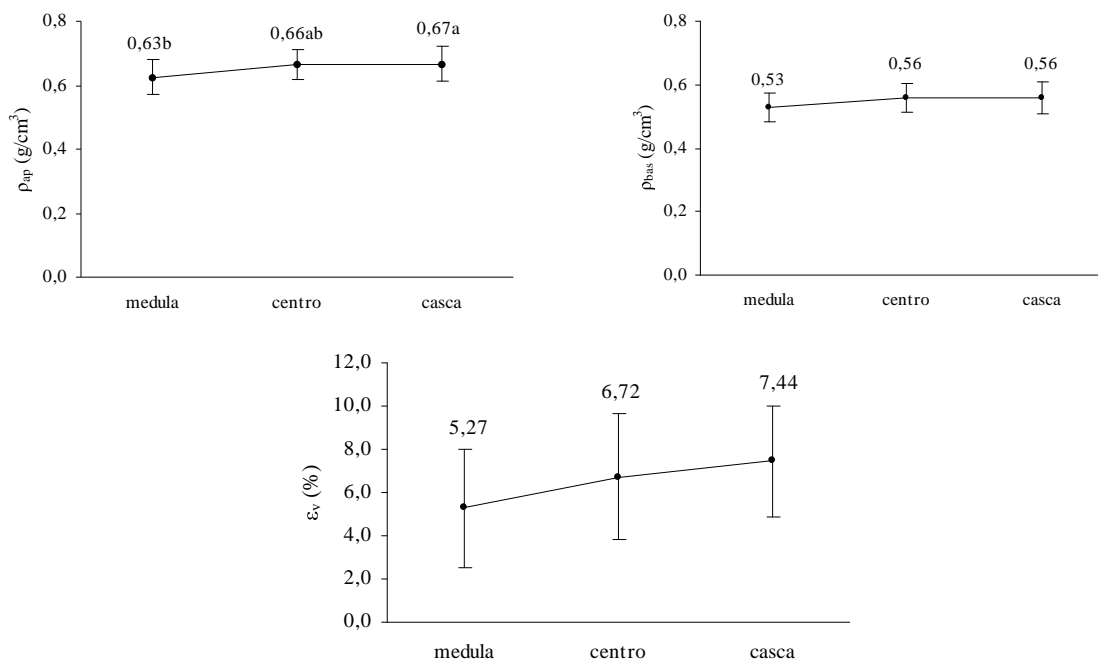 0,8
0,6
0,4
0,2
0,0
ρap (g/cm³)
0,63b
0,66ab
0,67a
medula
centro
casca
0,8
0,6
0,4
0,2
0,0
ρbas (g/cm³)
0,53
0,56
0,56
medula
centro
casca
12,0
10,0
8,0
6,0
4,0
2,0
0,0
εv (%)
5,27
6,72
7,44
medula
centro
casca